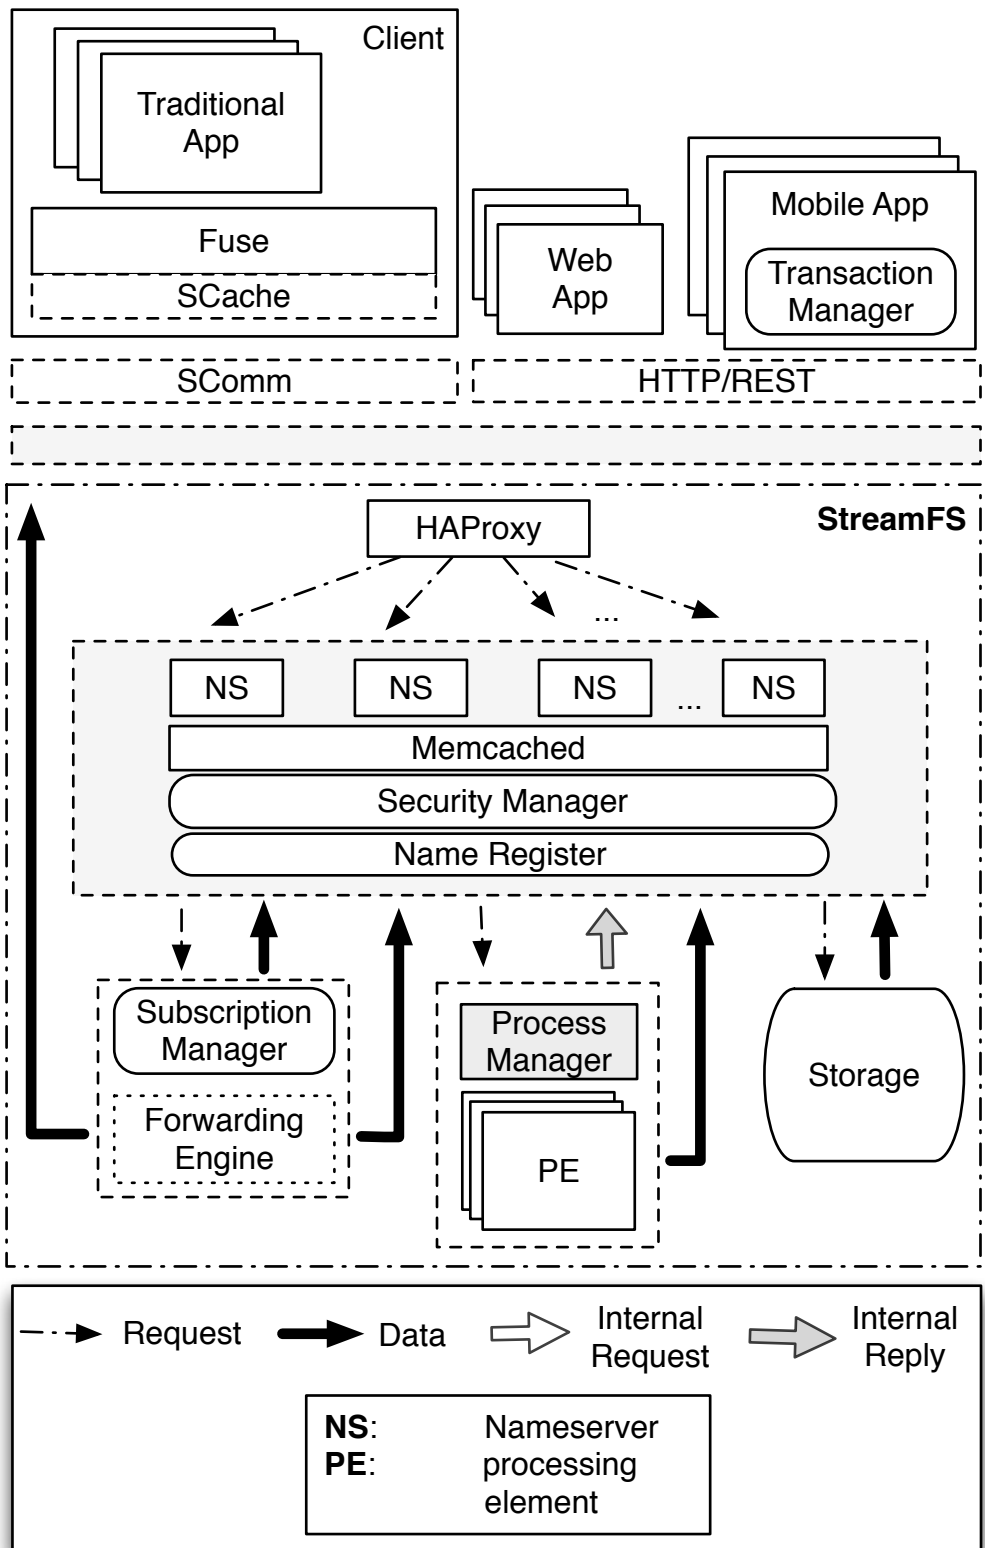 Client
Traditional
App
Fuse
SCache
Web
App
Mobile App
Transaction
Manager
SComm
HTTP/REST
StreamFS
HAProxy
...
NS
NS
NS
...
NS
Memcached
Security Manager
Name Register
Subscription
Manager
Forwarding
Engine
Process
Manager
PE
Storage
Request
Data
Internal
Request
Internal
Reply
NS: Nameserver
PE: processing
element